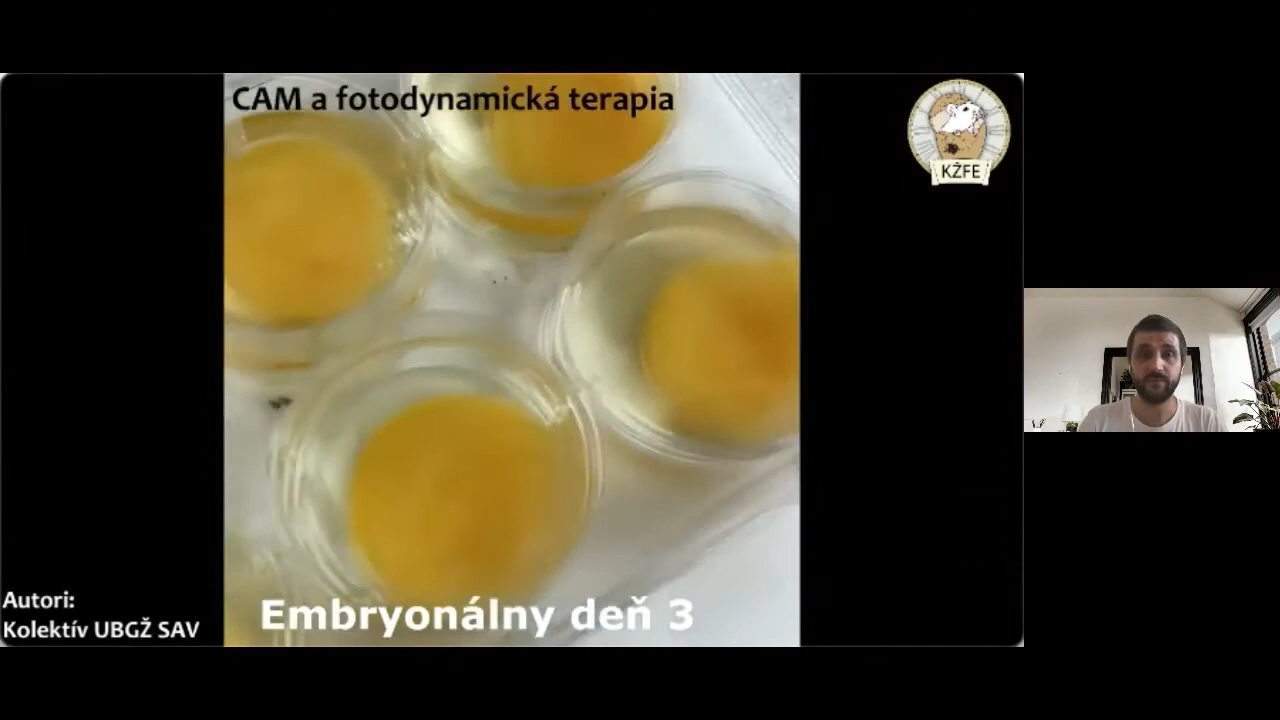 CAM a fotodynamická terapia
KŽFE
Autori:
Kolektív UBGŽ SAV
Embryonálny deň 3